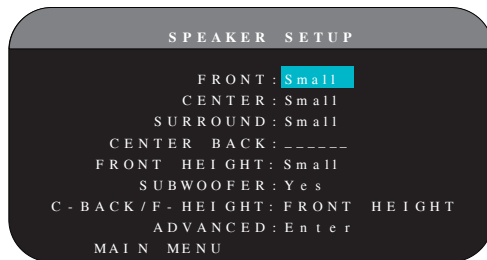 SPEAKER SETUP
FRONT: Small
CENTER: Small
SURROUND: Small
CENTER BACK: ______
FRONT HEIGHT: Small
SUBWOOFER: Yes
C-BACK/F-HEIGHT: FRONT HEIGHT
ADVANCED: Enter
MAIN MENU